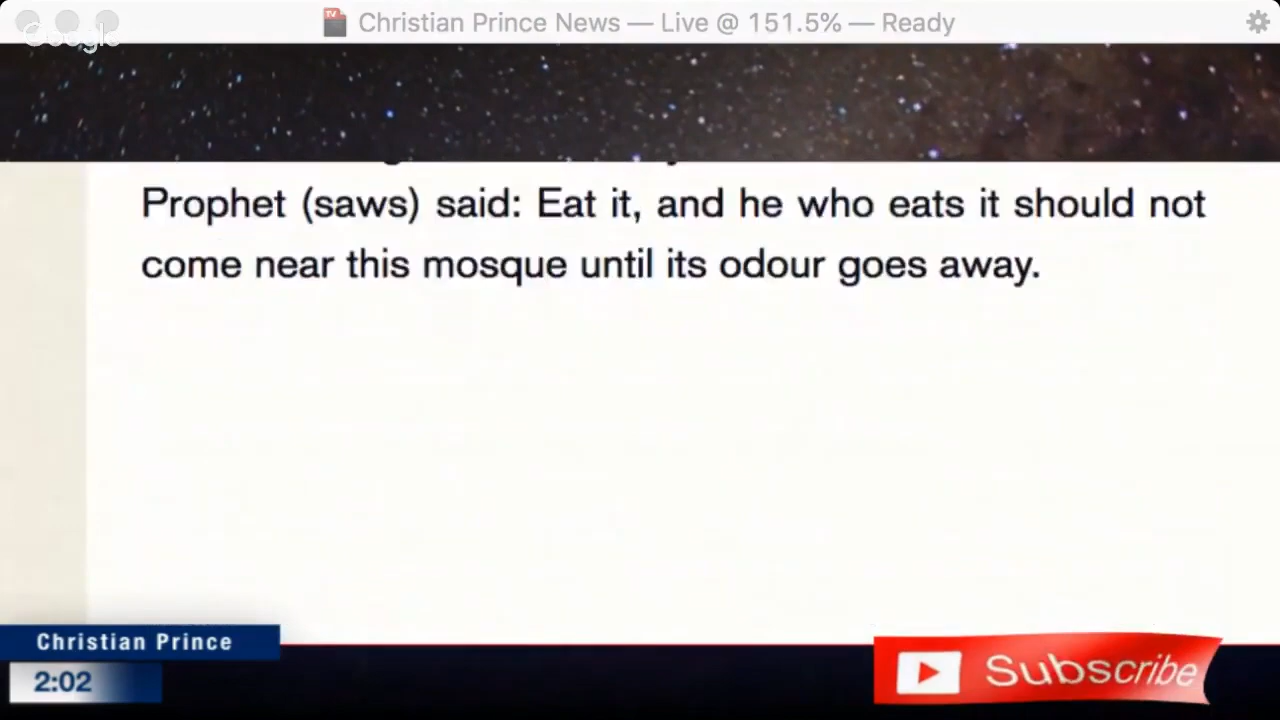 Christian Prince News — Live @ 151.5% — Ready
Google
Prophet (saws) said: Eat it, and he who eats it should not
come near this mosque until its odour goes away.
Christian Prince
2:02
Subscribe